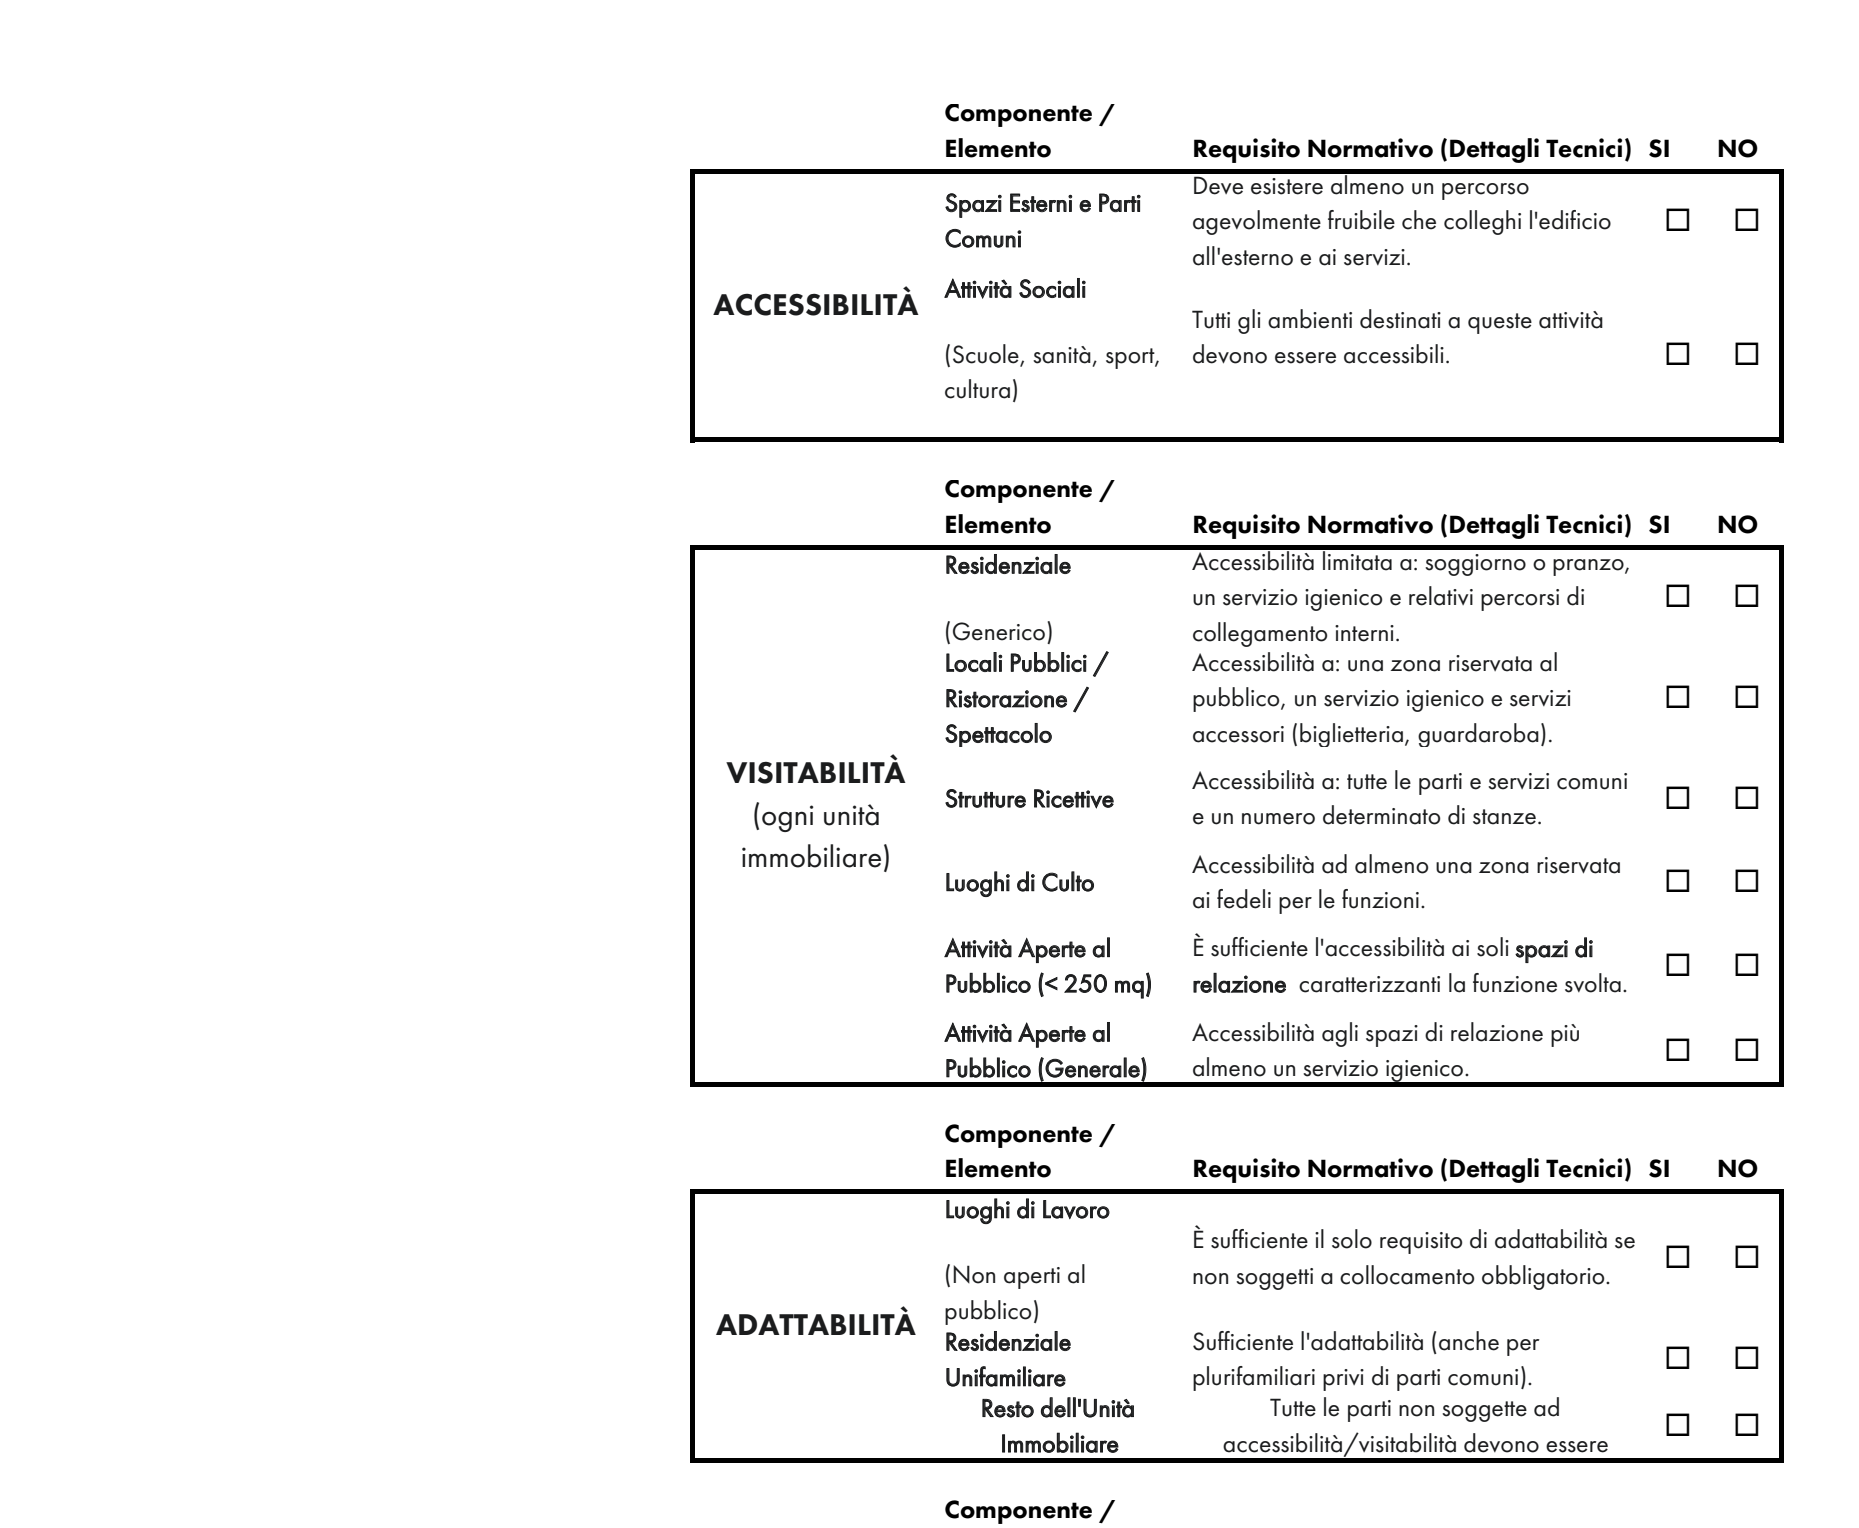 Componente /
Elemento
Requisito Normativo (Dettagli Tecnici) SI NO
ACCESSIBILITÀ
Spazi Esterni e Parti
Comuni
Deve esistere almeno un percorso
agevolmente fruibile che colleghi l'edificio
all'esterno e ai servizi.
☐ ☐
Attività Sociali
(Scuole, sanità, sport,
cultura)
Tutti gli ambienti destinati a queste attività
devono essere accessibili.
☐ ☐
Componente /
Elemento
Requisito Normativo (Dettagli Tecnici) SI NO
VISITABILITÀ
(ogni unità
immobiliare)
Residenziale
(Generico)
Accessibilità limitata a: soggiorno o pranzo,
un servizio igienico e relativi percorsi di
collegamento interni.
☐ ☐
Locali Pubblici /
Ristorazione /
Spettacolo
Accessibilità a: una zona riservata al
pubblico, un servizio igienico e servizi
accessori (biglietteria, guardaroba).
☐ ☐
Strutture Ricettive
Accessibilità a: tutte le parti e servizi comuni
e un numero determinato di stanze.
☐ ☐
Luoghi di Culto
Accessibilità ad almeno una zona riservata
ai fedeli per le funzioni.
☐ ☐
Attività Aperte al
Pubblico (< 250 mq)
È sufficiente l'accessibilità ai soli spazi di
relazione caratterizzanti la funzione svolta.
☐ ☐
Attività Aperte al
Pubblico (Generale)
Accessibilità agli spazi di relazione più
almeno un servizio igienico.
☐ ☐
Componente /
Elemento
Requisito Normativo (Dettagli Tecnici) SI NO
ADATTABILITÀ
Luoghi di Lavoro
(Non aperti al
pubblico)
È sufficiente il solo requisito di adattabilità se
non soggetti a collocamento obbligatorio.
☐ ☐
Residenziale
Unifamiliare
Sufficiente l'adattabilità (anche per
plurifamiliari privi di parti comuni).
☐ ☐
Resto dell'Unità
Immobiliare
Tutte le parti non soggette ad
accessibilità/visitabilità devono essere
☐ ☐
Componente /